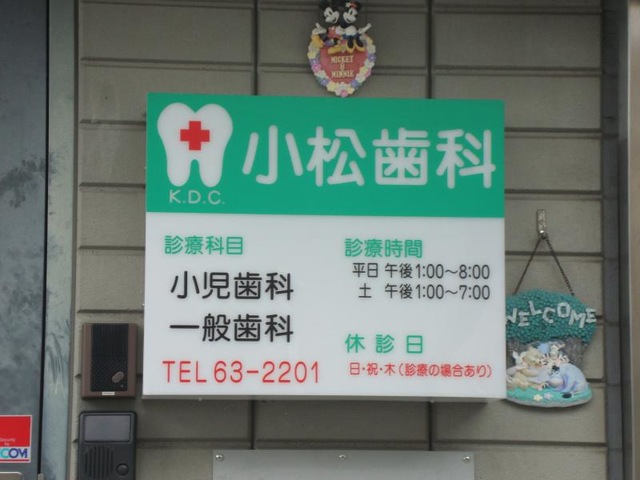 MICKEY
&
MINNIE
小松歯科
K.D.C.
診療科目
小児歯科
一般歯科
TEL 63-2201
診療時間
平日 午後1:00～8:00
土 午後1:00～7:00
休診日
日・祝・木(診療の場合あり)
WELCOME